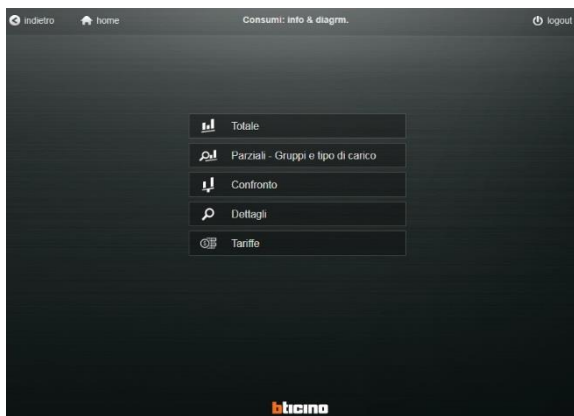 indietro home Consumi: info & diagrm. logout
Totale
Parziali - Gruppi e tipo di carico
Confronto
Dettagli
Tariffe
bticino